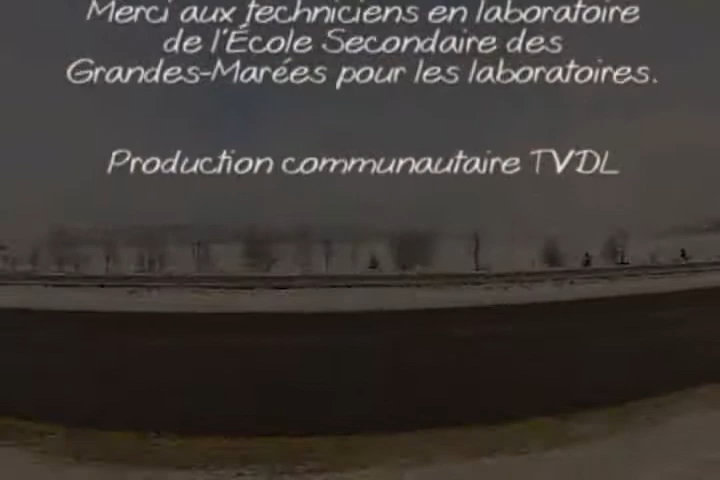 Merci aux techniciens en laboratoire
de l'École Secondaire des
Grandes-Marées pour les laboratoires.
Production communautaire TVDL